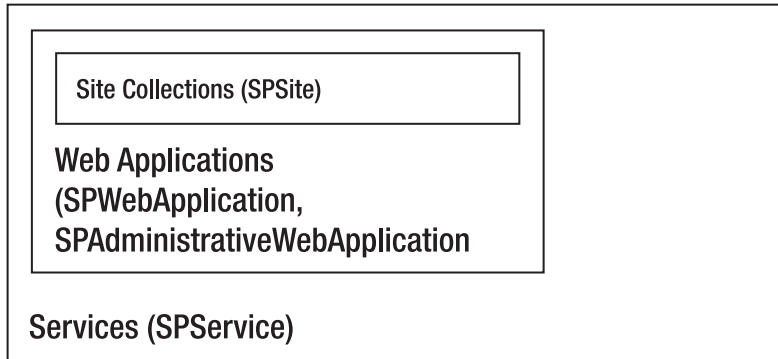 Site Collections (SPSite)
Web Applications
(SPWebApplication,
SPAdministrativeWebApplication
Services (SPService)